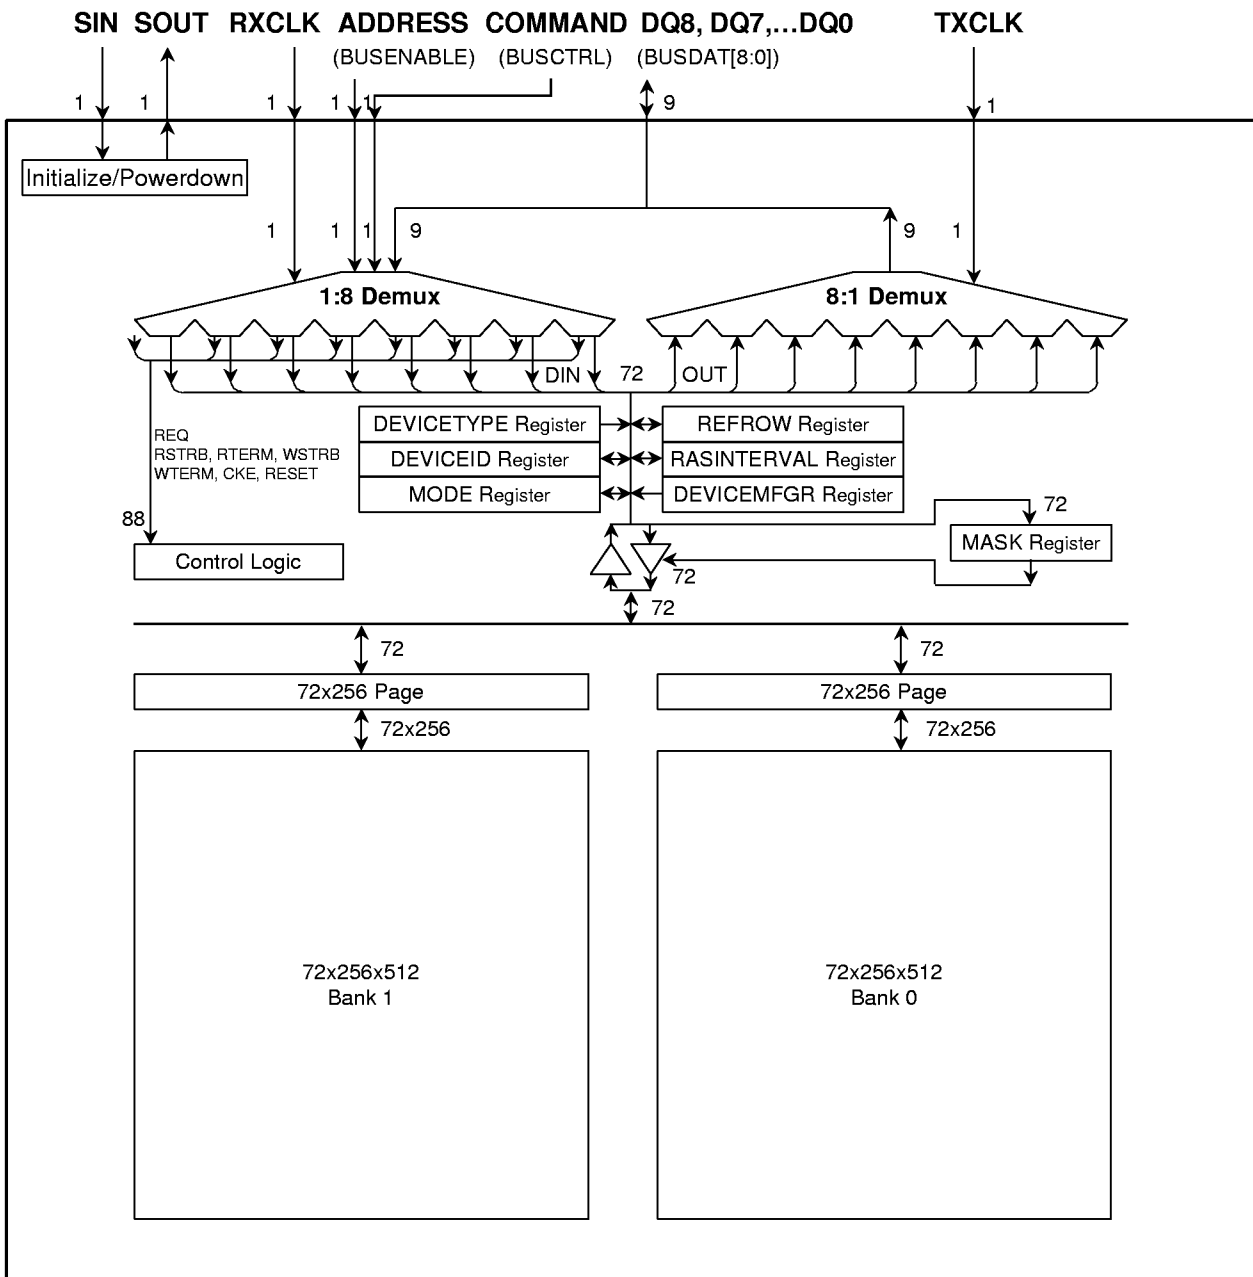 SIN SOUT RXCLK ADDRESS COMMAND DQ8, DQ7,...DQ0 TXCLK
(BUSENABLE) (BUSCTRL) (BUSDAT[8:0])
1 1 1 1 1 9 1
Initialize/Powerdown
1 1 1 9 9 1
1:8 Demux 8:1 Demux
DIN 72 OUT
DEVICETYPE Register REFROW Register
REQ
RSTRB, RTERM, WSTRB
WTERM, CKE, RESET
DEVICEID Register RASINTERVAL Register
MODE Register DEVICEMFGR Register
88 72
Control Logic MASK Register
72
72
72 72
72x256 Page 72x256 Page
72x256 72x256
72x256x512 72x256x512
Bank 1 Bank 0